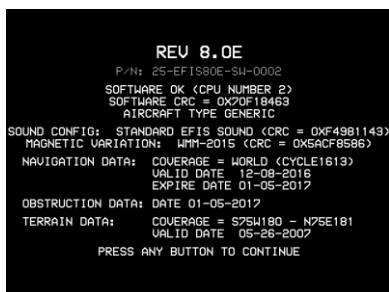 REV 8.0E
P/N: 25-EFIS80E-SW-0002
SOFTWARE OK (CPU NUMBER 2)
SOFTWARE CRC = 0X70F18463
AIRCRAFT TYPE GENERIC
SOUND CONFIG: STANDARD EFIS SOUND (CRC = 0XF4981143)
MAGNETIC VARIATION: WMM-2015 (CRC = 0X5ACF8586)
NAVIGATION DATA: COVERAGE = WORLD (CYCLE1613)
VALID DATE 12-08-2016
EXPIRE DATE 01-05-2017
OBSTRUCTION DATA: DATE 01-05-2017
TERRAIN DATA: COVERAGE = S75W180 - N75E181
VALID DATE 05-26-2007
PRESS ANY BUTTON TO CONTINUE